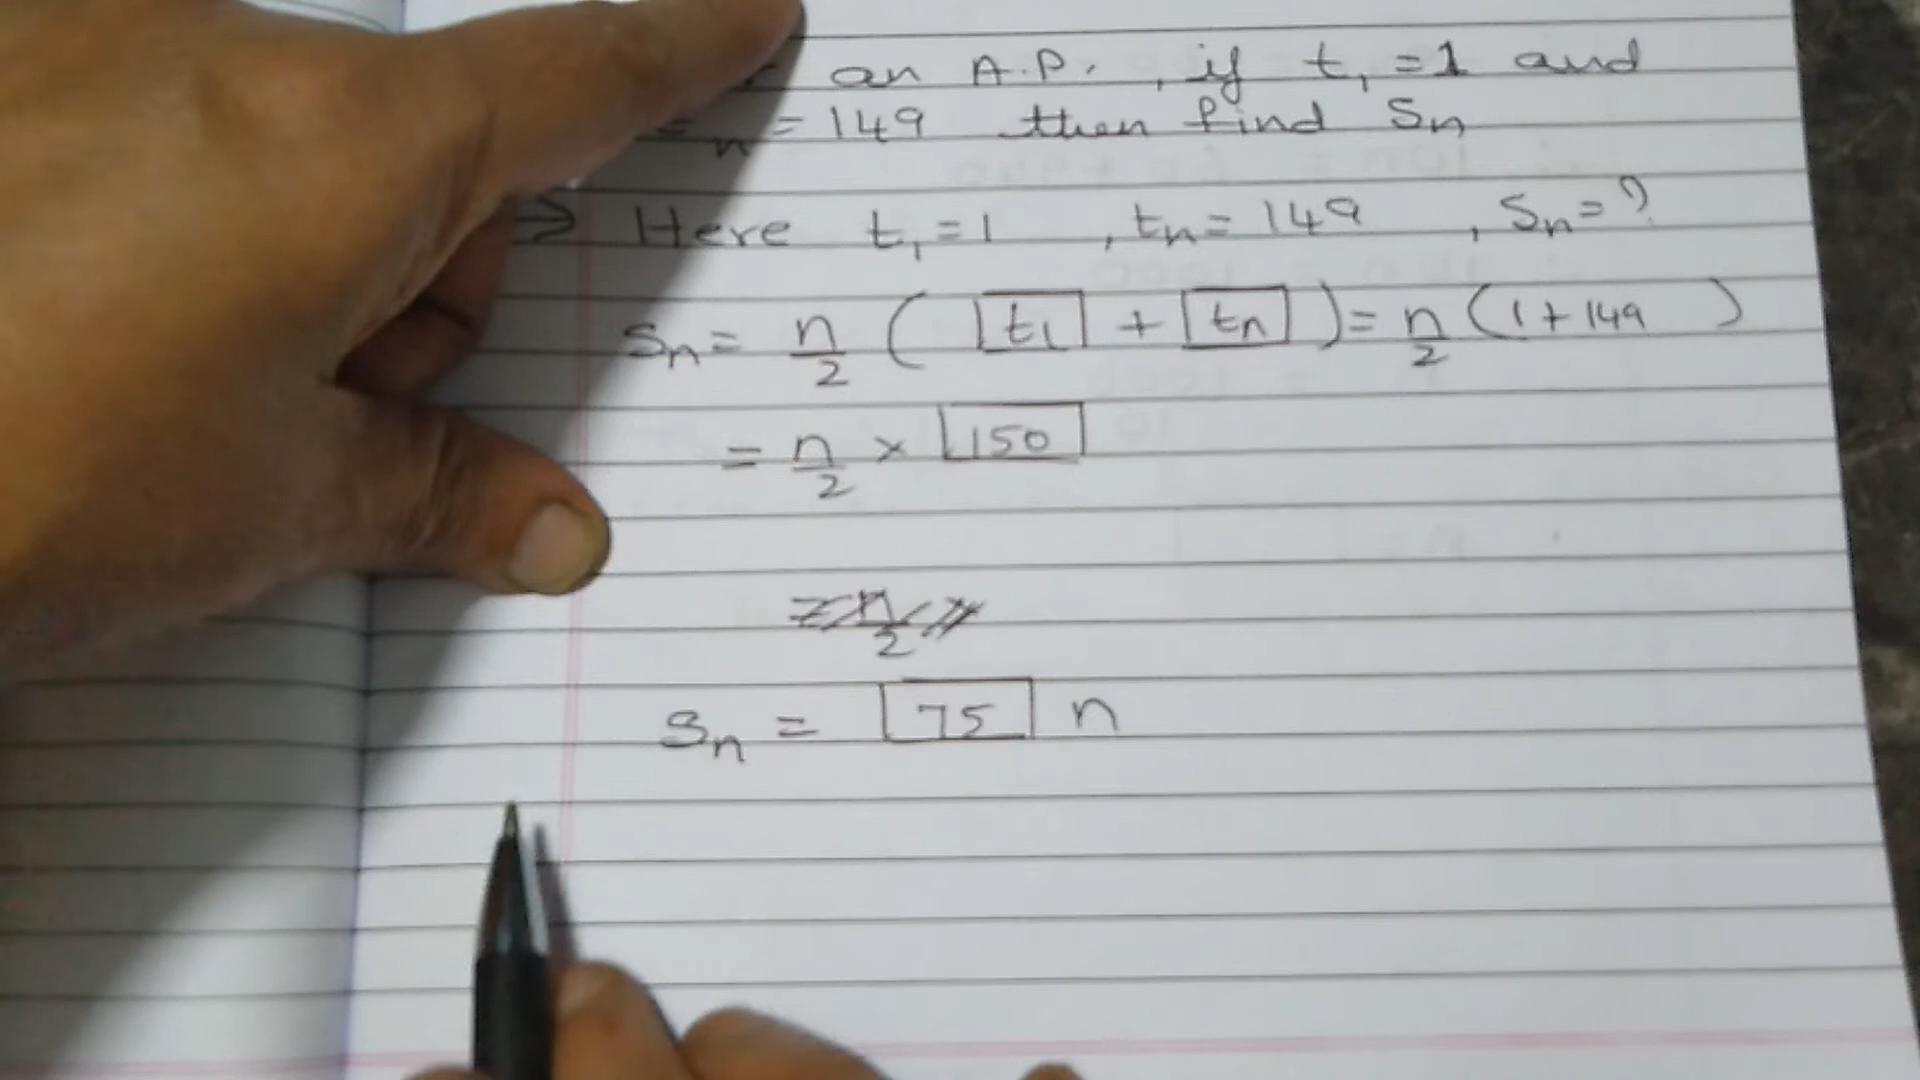 an A.P. , if t₁ = 1 and
n = 149 then find Sn
→ Here t₁ = 1 , tn = 149 , Sn = ?
Sn = n/2 ( t₁ + tn ) = n/2 ( 1 + 149 )
= n/2 × 150
Sn = 75 n